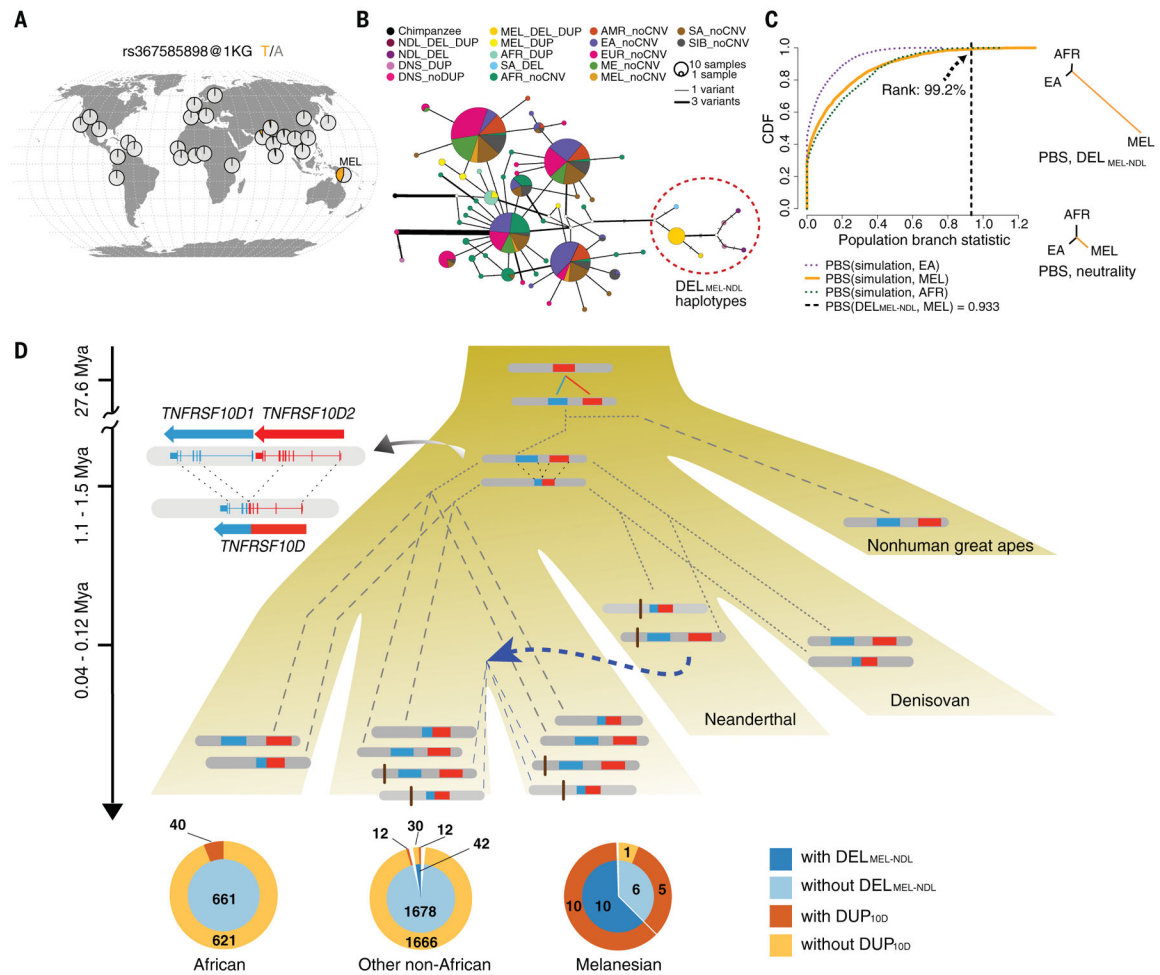 A
rs367585898@1KG T/A
MEL
B
Chimpanzee
NDL_DEL_DUP
NDL_DEL
DNS_DUP
DNS_noDUP
MEL_DEL_DUP
MEL_DUP
AFR_DUP
SA_DEL
AFR_noCNV
AMR_noCNV
EA_noCNV
EUR_noCNV
ME_noCNV
MEL_noCNV
SA_noCNV
SIB_noCNV
10 samples
1 sample
1 variant
3 variants
DEL MEL-NDL
haplotypes
C
CDF
0.0 0.2 0.4 0.6 0.8 1.0
Rank: 99.2%
0.0 0.2 0.4 0.6 0.8 1.0 1.2
Population branch statistic
PBS(simulation, EA)
PBS(simulation, MEL)
PBS(simulation, AFR)
PBS(DELMEL-NDL, MEL) = 0.933
AFR
EA
MEL
PBS, DEL MEL-NDL
AFR
EA MEL
PBS, neutrality
D
27.6 Mya
1.1 - 1.5 Mya
0.04 - 0.12 Mya
TNFRSF10D1 TNFRSF10D2
TNFRSF10D
Nonhuman great apes
Denisovan
Neanderthal
40
661
621
African
12 30 12
42
1678
1666
Other non-African
1
6 5
10 10
Melanesian
with DELMEL-NDL
without DELMEL-NDL
with DUP10D
without DUP10D